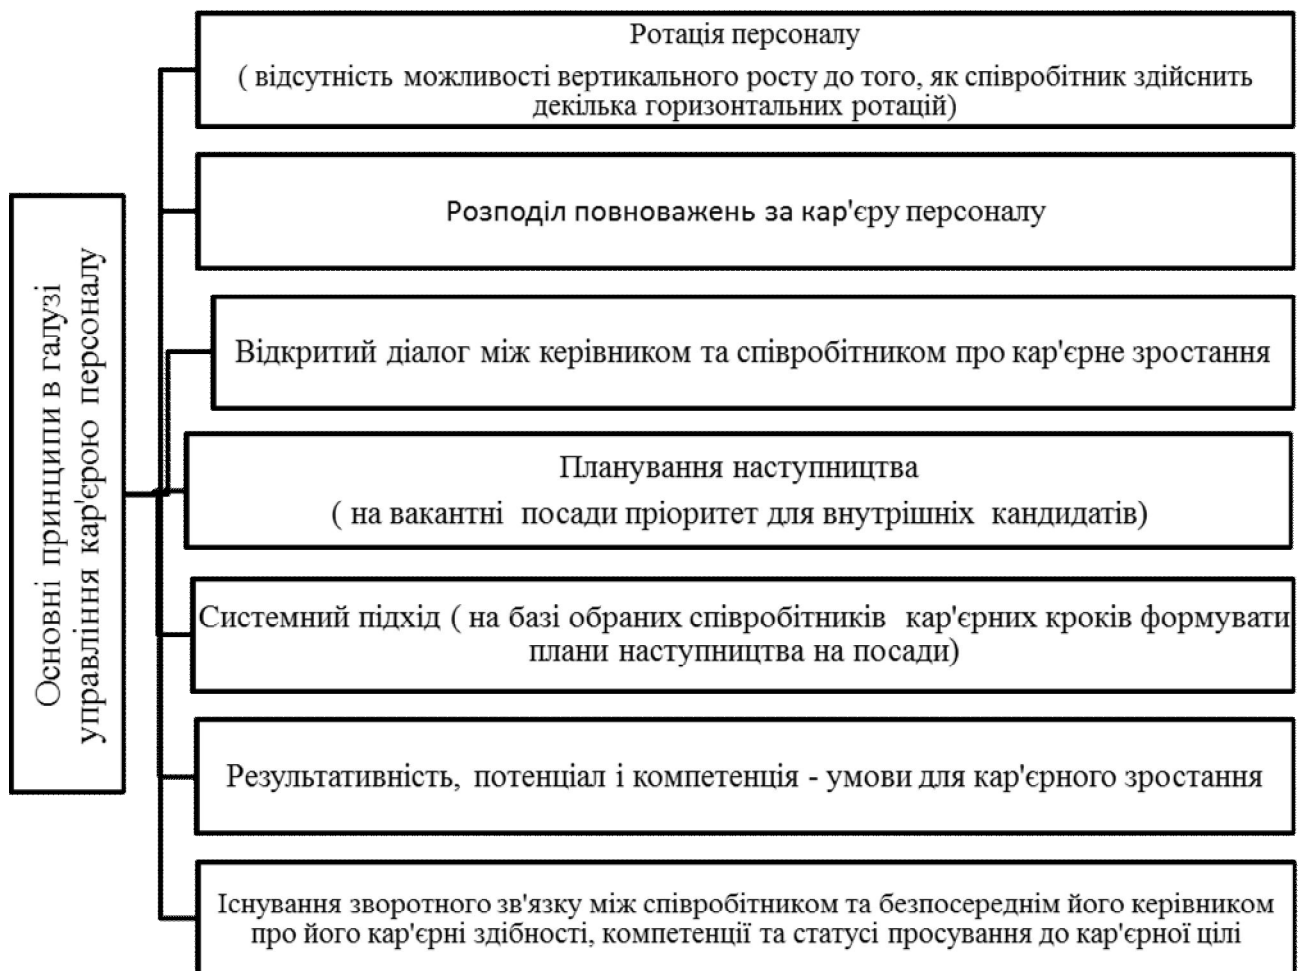 Основні принципи в галузі
управління кар'єрою персоналу
Ротація персоналу
( відсутність можливості вертикального росту до того, як співробітник здійснить
декілька горизонтальних ротацій)
Розподіл повноважень за кар'єру персоналу
Відкритий діалог між керівником та співробітником про кар'єрне зростання
Планування наступництва
( на вакантні посади пріоритет для внутрішніх кандидатів)
Системний підхід ( на базі обраних співробітників кар'єрних кроків формувати
плани наступництва на посади)
Результативність, потенціал і компетенція - умови для кар'єрного зростання
Існування зворотного зв'язку між співробітником та безпосереднім його керівником
про його кар'єрні здібності, компетенції та статусі просування до кар'єрної цілі